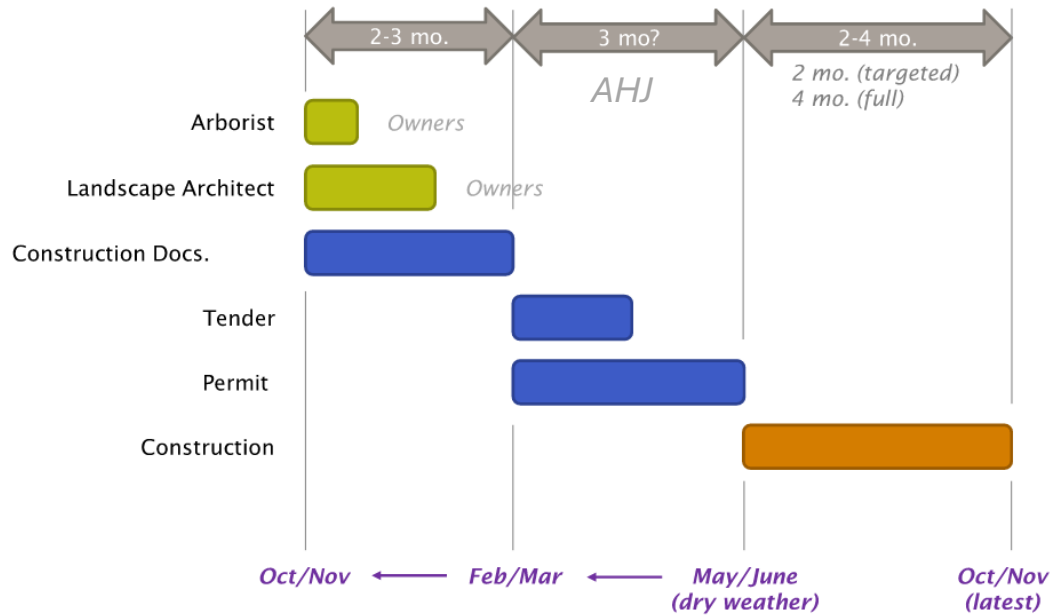 2-3 mo.
3 mo?
2-4 mo.
AHJ
2 mo. (targeted)
4 mo. (full)
Arborist
Owners
Landscape Architect
Owners
Construction Docs.
Tender
Permit
Construction
Oct/Nov
Feb/Mar
May/June
(dry weather)
Oct/Nov
(latest)